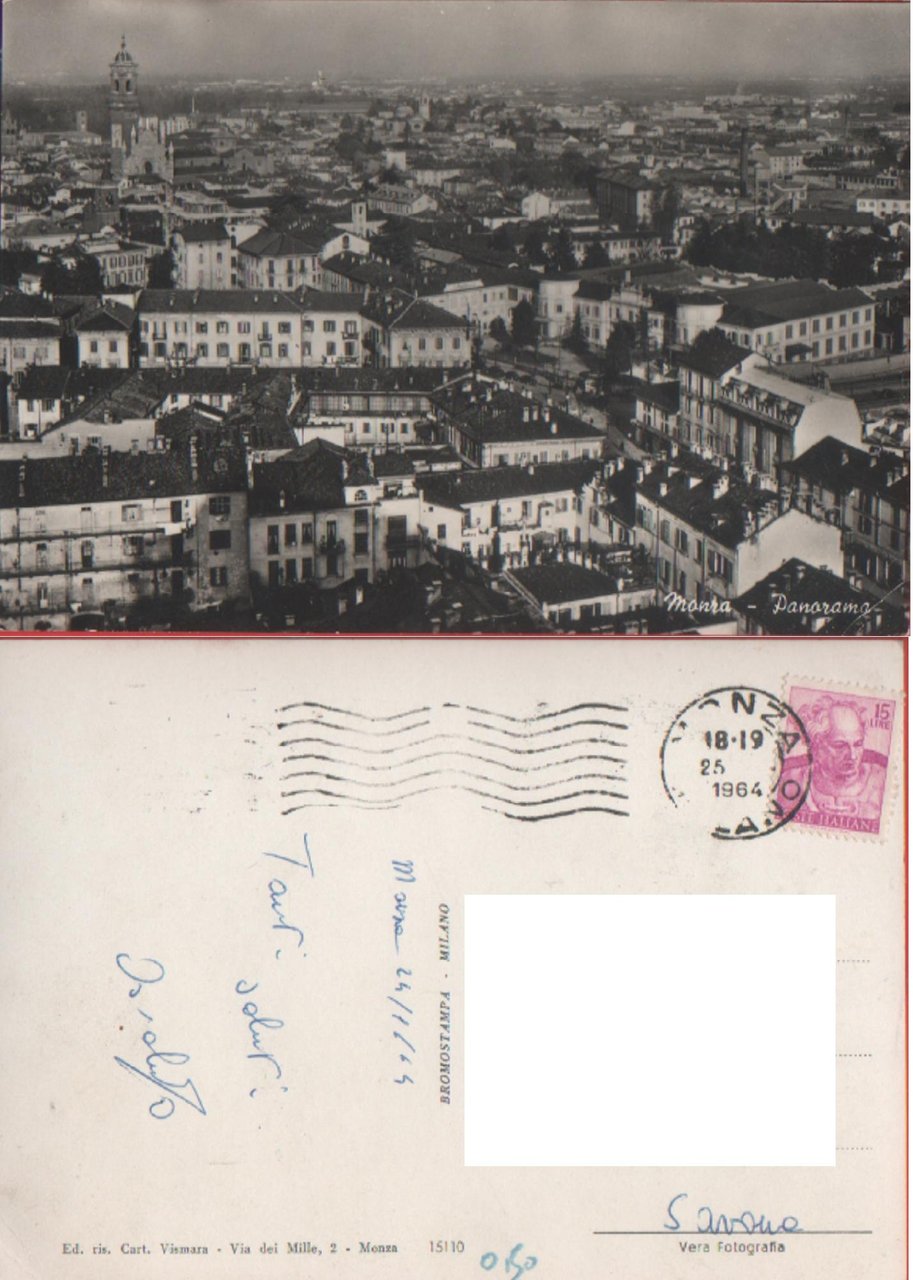 Monza - Panorama -
15
LIRE
POSTE ITALIANE
MONZA
18-19
25
1964
Monza 24/1/64
Tanti
saluti
BROMOSTAMPA - MILANO
Savona
Vera Fotografia
Ed. ris. Cart. Vismara - Via dei Mille, 2 - Monza 15110